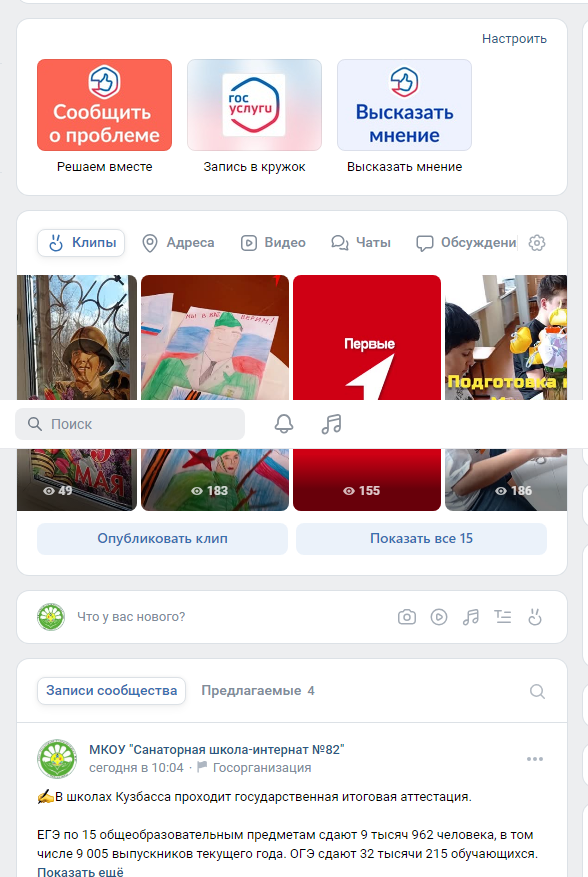 Настроить
Сообщить
о проблеме
гос
услуги
Высказать
мнение
Решаем вместе
Запись в кружок
Высказать мнение
Клипы
Адреса
Видео
Чаты
Обсуждени
МЫ В ВАС ВЕРИМ!
Первые
Подготовка к
Поиск
МАЯ
49
183
155
186
Опубликовать клип
Показать все 15
Что у вас нового?
Записи сообщества
Предлагаемые 4
МКОУ "Санаторная школа-интернат №82"
сегодня в 10:04 · Госорганизация
✍В школах Кузбасса проходит государственная итоговая аттестация.
ЕГЭ по 15 общеобразовательным предметам сдают 9 тысяч 962 человека, в том
числе 9 005 выпускников текущего года. ОГЭ сдают 32 тысячи 215 обучающихся.
Показать ещё